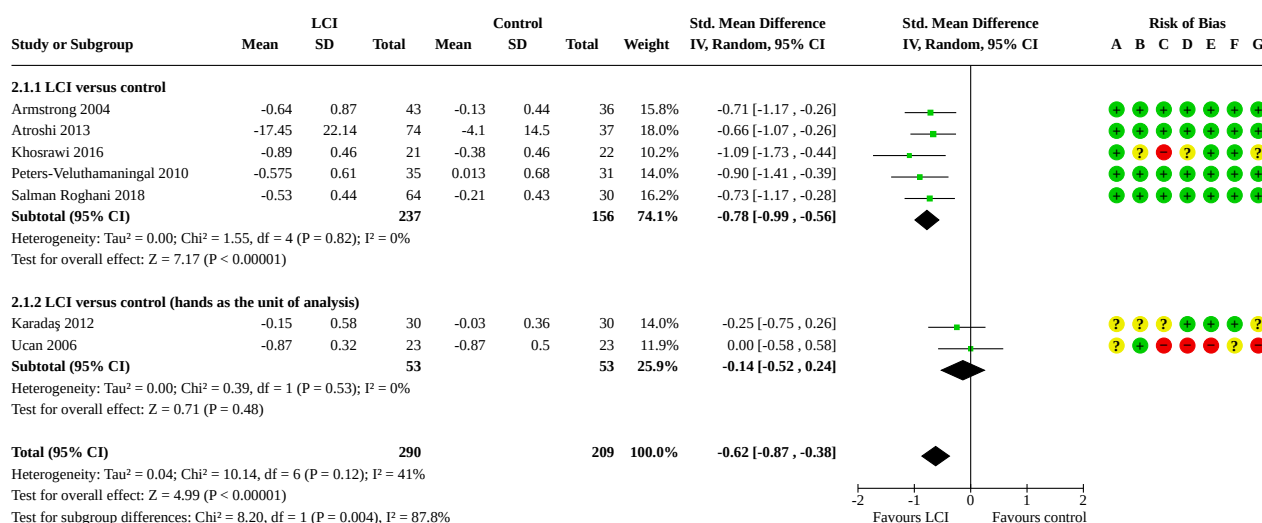 LCI Control Std. Mean Difference Std. Mean Difference Risk of Bias
Study or Subgroup Mean SD Total Mean SD Total Weight IV, Random, 95% CI IV, Random, 95% CI A B C D E F G
2.1.1 LCI versus control
Armstrong 2004 -0.64 0.87 43 -0.13 0.44 36 15.8% -0.71 [-1.17 , -0.26] + + + + + + +
Atroshi 2013 -17.45 22.14 74 -4.1 14.5 37 18.0% -0.66 [-1.07 , -0.26] + + + + + + +
Khosrawi 2016 -0.89 0.46 21 -0.38 0.46 22 10.2% -1.09 [-1.73 , -0.44] + ? − ? + + ?
Peters-Veluthamaningal 2010 -0.575 0.61 35 0.013 0.68 31 14.0% -0.90 [-1.41 , -0.39] + + + + + + +
Salman Roghani 2018 -0.53 0.44 64 -0.21 0.43 30 16.2% -0.73 [-1.17 , -0.28] + + + + + + +
Subtotal (95% CI) 237 156 74.1% -0.78 [-0.99 , -0.56]
Heterogeneity: Tau² = 0.00; Chi² = 1.55, df = 4 (P = 0.82); I² = 0%
Test for overall effect: Z = 7.17 (P < 0.00001)
2.1.2 LCI versus control (hands as the unit of analysis)
Karadaş 2012 -0.15 0.58 30 -0.03 0.36 30 14.0% -0.25 [-0.75 , 0.26] ? ? ? + + + ?
Ucan 2006 -0.87 0.32 23 -0.87 0.5 23 11.9% 0.00 [-0.58 , 0.58] ? + − − − ? −
Subtotal (95% CI) 53 53 25.9% -0.14 [-0.52 , 0.24]
Heterogeneity: Tau² = 0.00; Chi² = 0.39, df = 1 (P = 0.53); I² = 0%
Test for overall effect: Z = 0.71 (P = 0.48)
Total (95% CI) 290 209 100.0% -0.62 [-0.87 , -0.38]
Heterogeneity: Tau² = 0.04; Chi² = 10.14, df = 6 (P = 0.12); I² = 41%
Test for overall effect: Z = 4.99 (P < 0.00001)
Test for subgroup differences: Chi² = 8.20, df = 1 (P = 0.004), I² = 87.8%
-2 -1 0 1 2
Favours LCI Favours control